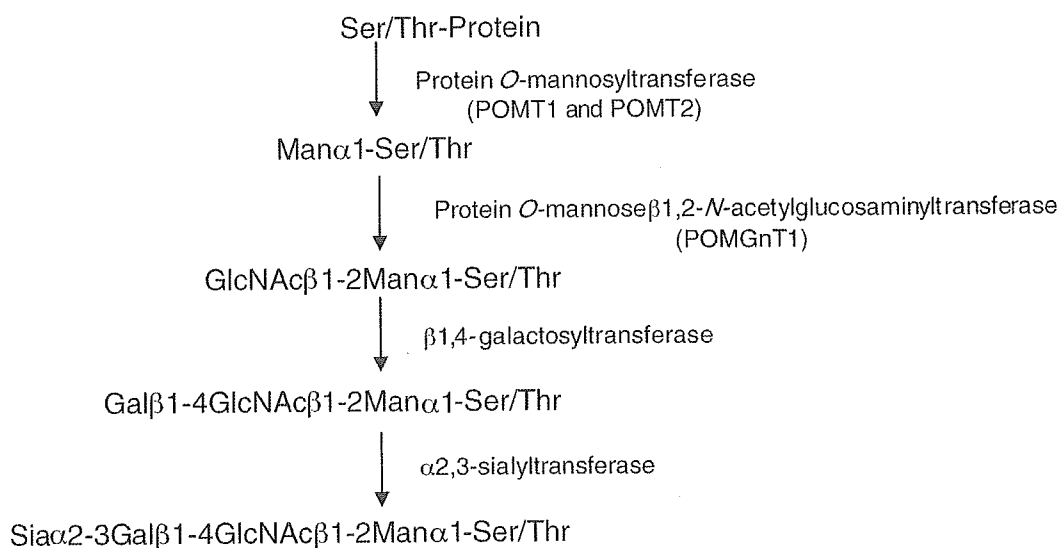 Ser/Thr-Protein
Protein O-mannosyltransferase
(POMT1 and POMT2)
Manα1-Ser/Thr
Protein O-mannoseβ1,2-N-acetylglucosaminyltransferase
(POMGnT1)
GlcNAcβ1-2Manα1-Ser/Thr
β1,4-galactosyltransferase
Galβ1-4GlcNAcβ1-2Manα1-Ser/Thr
α2,3-sialyltransferase
Siaα2-3Galβ1-4GlcNAcβ1-2Manα1-Ser/Thr